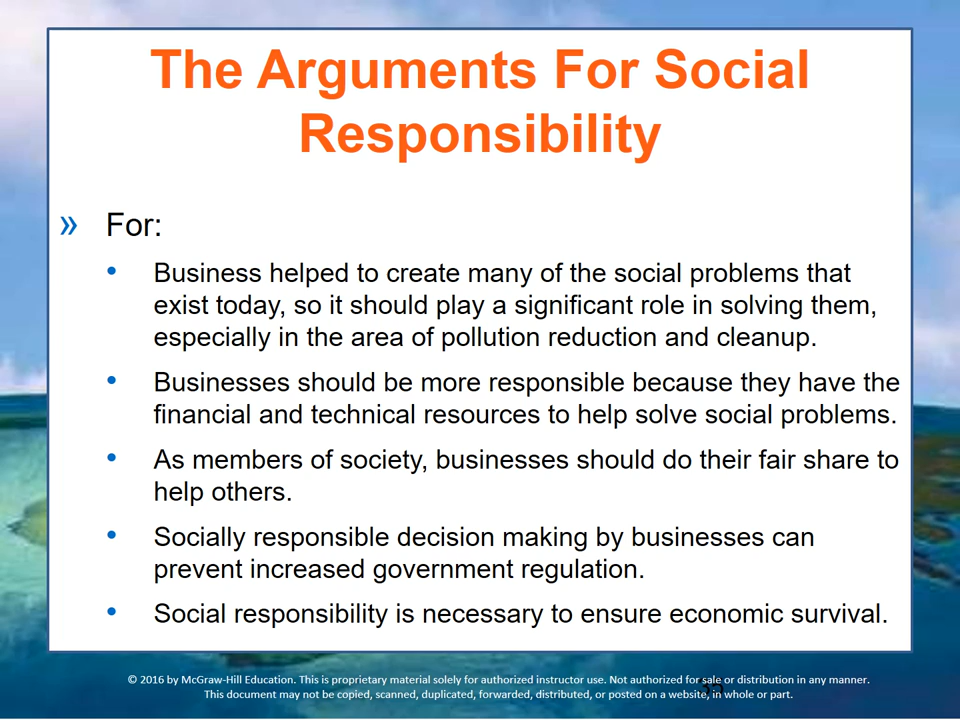 The Arguments For Social
Responsibility
» For:
• Business helped to create many of the social problems that
exist today, so it should play a significant role in solving them,
especially in the area of pollution reduction and cleanup.
• Businesses should be more responsible because they have the
financial and technical resources to help solve social problems.
• As members of society, businesses should do their fair share to
help others.
• Socially responsible decision making by businesses can
prevent increased government regulation.
• Social responsibility is necessary to ensure economic survival.
© 2016 by McGraw-Hill Education. This is proprietary material solely for authorized instructor use. Not authorized for sale or distribution in any manner.
This document may not be copied, scanned, duplicated, forwarded, distributed, or posted on a website, in whole or part.